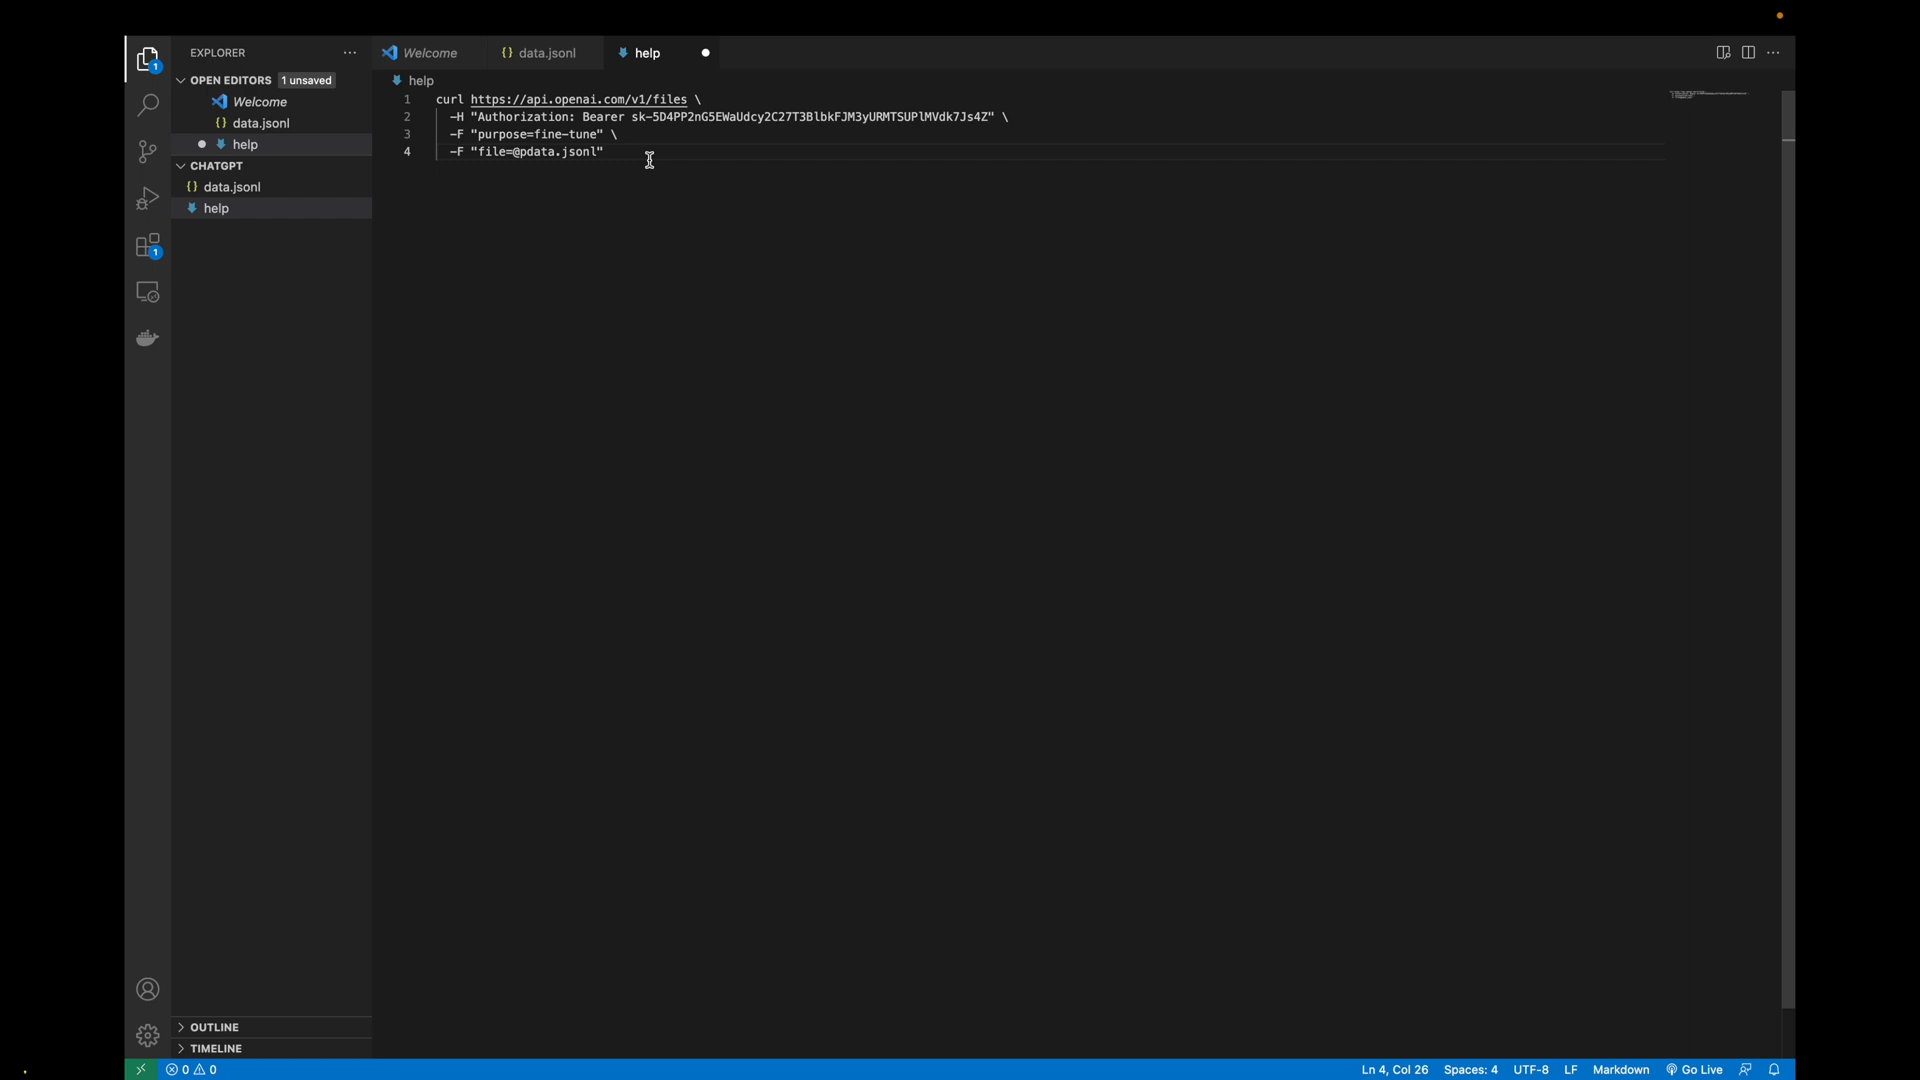 EXPLORER
Welcome
data.jsonl
help
OPEN EDITORS 1 unsaved
Welcome
data.jsonl
help
CHATGPT
data.jsonl
help
help
1 curl https://api.openai.com/v1/files \
2 -H "Authorization: Bearer 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" \
3 -F "purpose=fine-tune" \
4 -F "file=@pdata.jsonl"
1
1
OUTLINE
TIMELINE
0 0
Ln 4, Col 26
Spaces: 4
UTF-8
LF
Markdown
Go Live